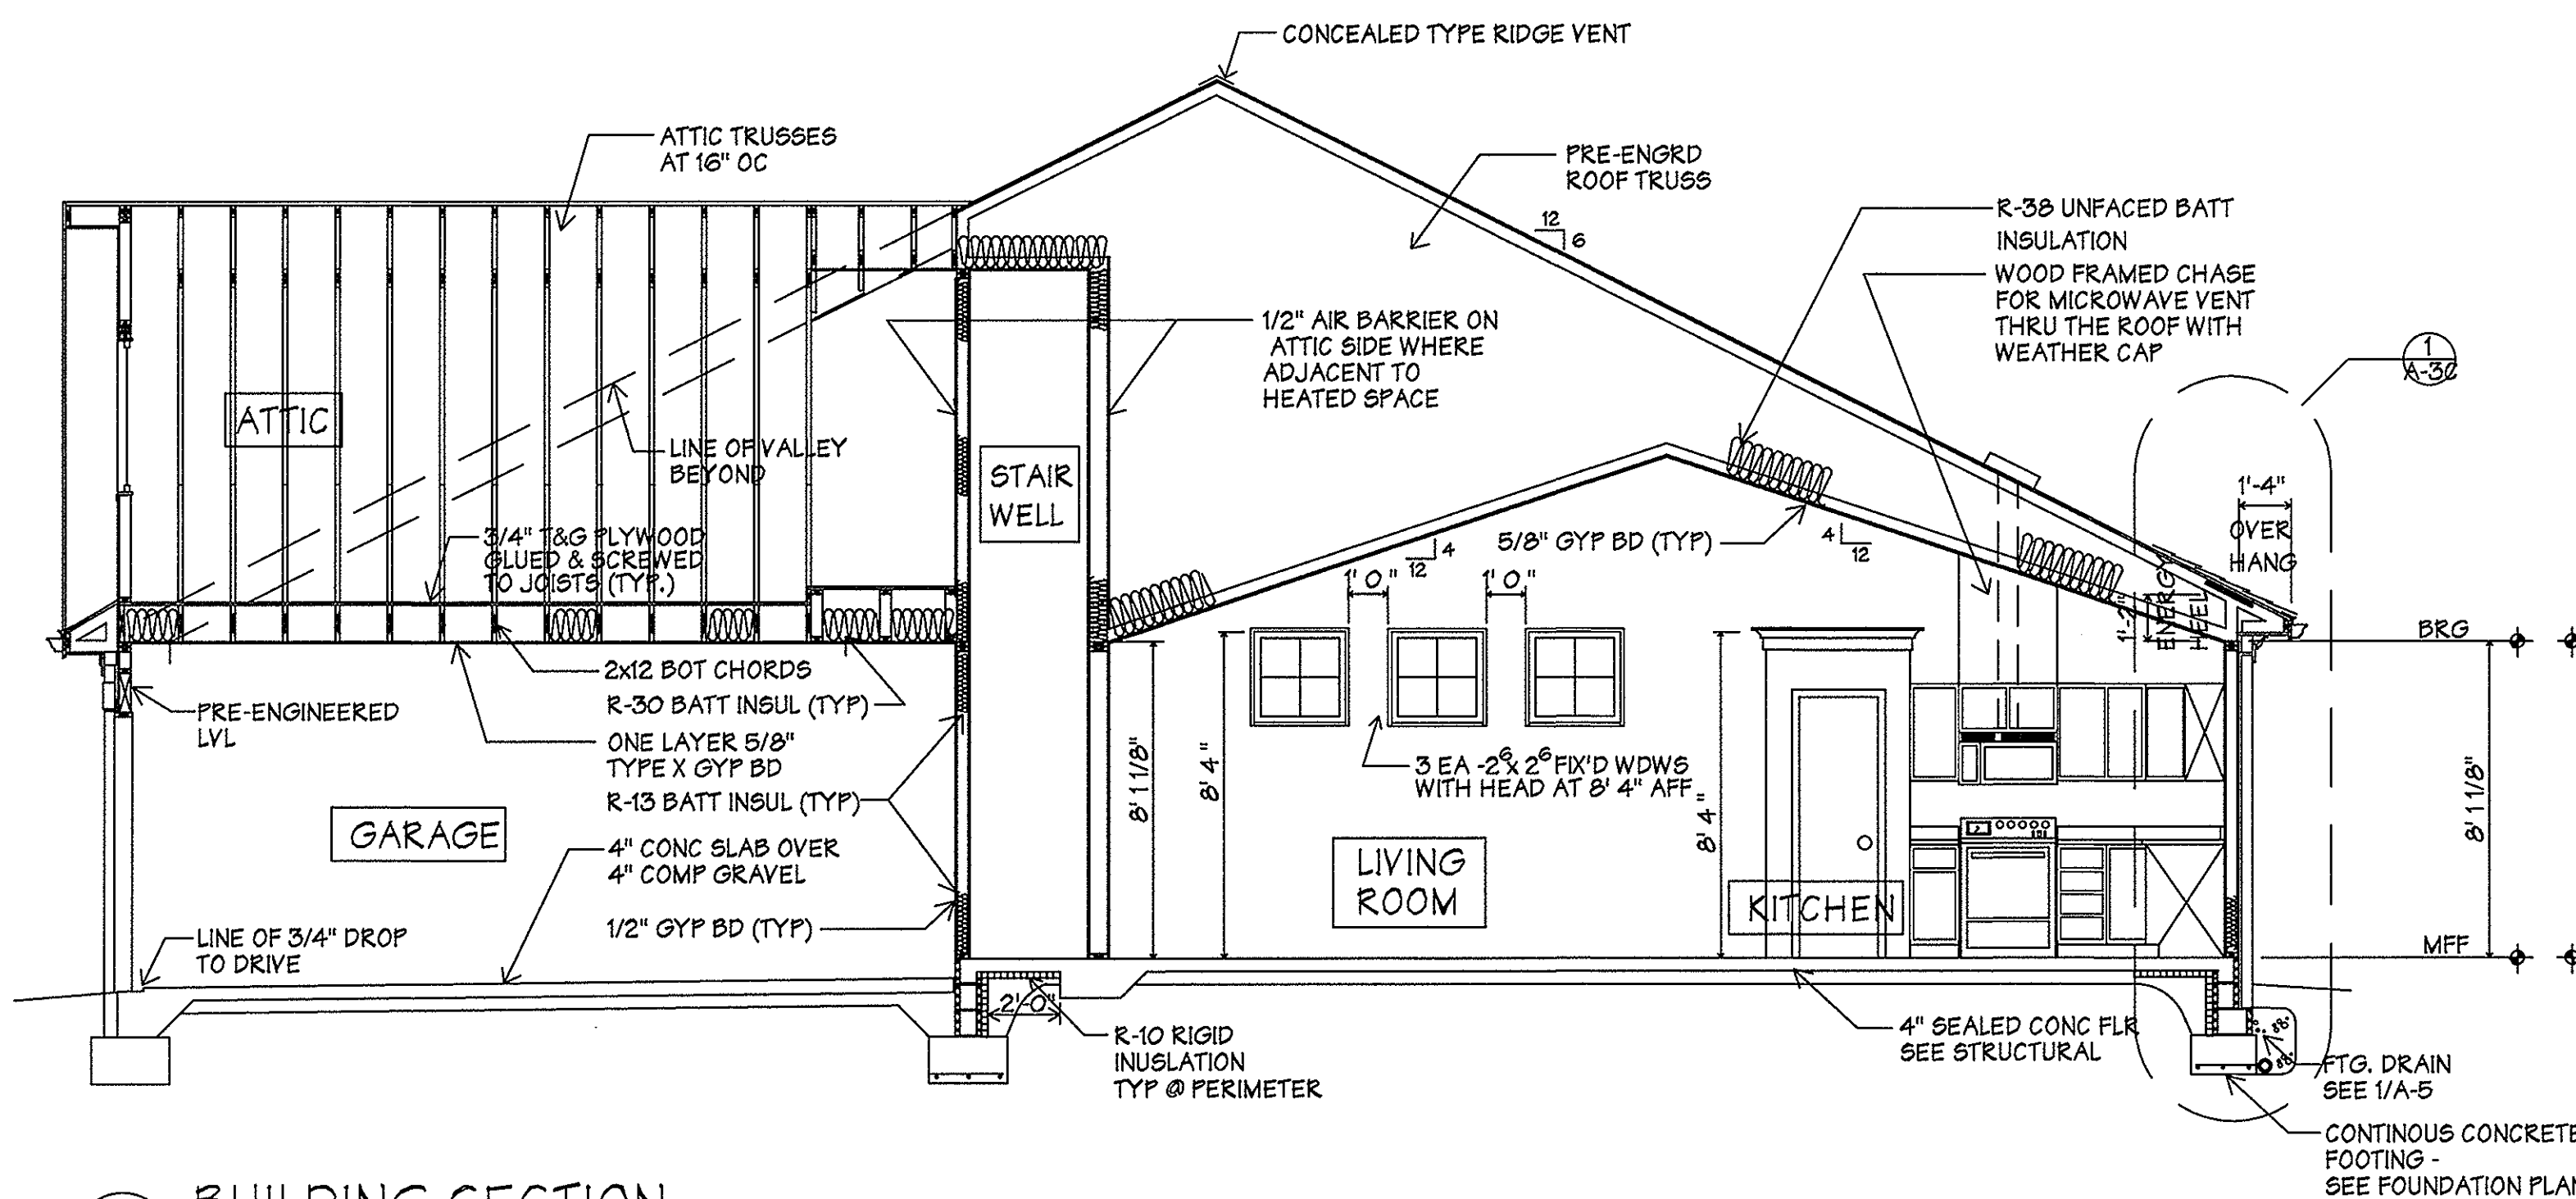 CONCEALED TYPE RIDGE VENT
ATTIC TRUSSES
AT 16" OC
PRE-ENGRD
ROOF TRUSS
12
6
R-38 UNFACED BATT
INSULATION
WOOD FRAMED CHASE
FOR MICROWAVE VENT
THRU THE ROOF WITH
WEATHER CAP
1
A-3C
1/2" AIR BARRIER ON
ATTIC SIDE WHERE
ADJACENT TO
HEATED SPACE
ATTIC
LINE OF VALLEY
BEYOND
STAIR
WELL
3/4" T&G PLYWOOD
GLUED & SCREWED
TO JOISTS (TYP.)
5/8" GYP BD (TYP)
4
12
4
12
1'-4"
OVER
HANG
1' 0"
1' 0"
1'-2"
ENERGY
HEEL
BRG
2x12 BOT CHORDS
R-30 BATT INSUL (TYP)
PRE-ENGINEERED
LVL
ONE LAYER 5/8"
TYPE X GYP BD
R-13 BATT INSUL (TYP)
8' 1 1/8"
8' 4"
3 EA -2⁶x 2⁶ FIX'D WDWS
WITH HEAD AT 8' 4" AFF
8' 4"
8' 1 1/8"
GARAGE
4" CONC SLAB OVER
4" COMP GRAVEL
LIVING
ROOM
KITCHEN
1/2" GYP BD (TYP)
LINE OF 3/4" DROP
TO DRIVE
MFF
2'-0"
R-10 RIGID
INUSLATION
TYP @ PERIMETER
4" SEALED CONC FLR
SEE STRUCTURAL
FTG. DRAIN
SEE 1/A-5
CONTINOUS CONCRETE
FOOTING -
SEE FOUNDATION PLAN
BUILDING SECTION